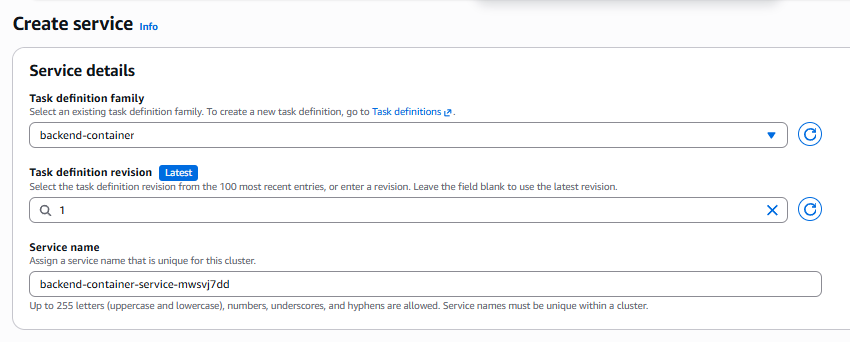 Create service Info
Service details
Task definition family
Select an existing task definition family. To create a new task definition, go to Task definitions.
backend-container
Task definition revision Latest
Select the task definition revision from the 100 most recent entries, or enter a revision. Leave the field blank to use the latest revision.
1
Service name
Assign a service name that is unique for this cluster.
backend-container-service-mwsvj7dd
Up to 255 letters (uppercase and lowercase), numbers, underscores, and hyphens are allowed. Service names must be unique within a cluster.